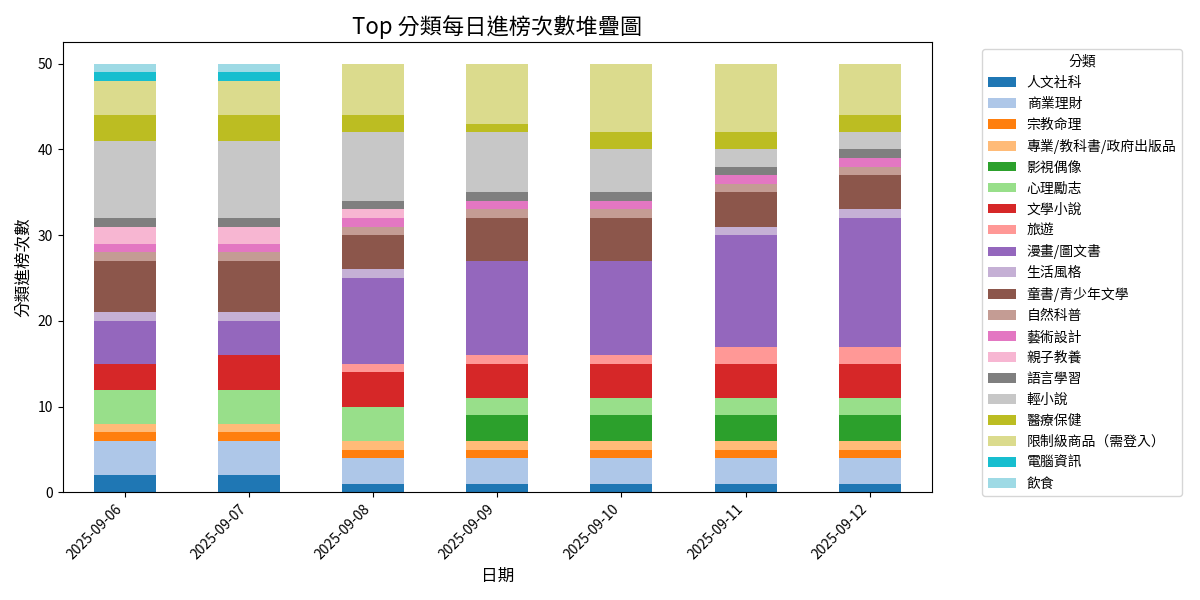 Top 分類每日進榜次數堆疊圖
分類進榜次數
50
40
30
20
10
0
2025-09-06
2025-09-07
2025-09-08
2025-09-09
2025-09-10
2025-09-11
2025-09-12
日期
分類
人文社科
商業理財
宗教命理
專業/教科書/政府出版品
影視偶像
心理勵志
文學小說
旅遊
漫畫/圖文書
生活風格
童書/青少年文學
自然科普
藝術設計
親子教養
語言學習
輕小說
醫療保健
限制級商品（需登入）
電腦資訊
飲食